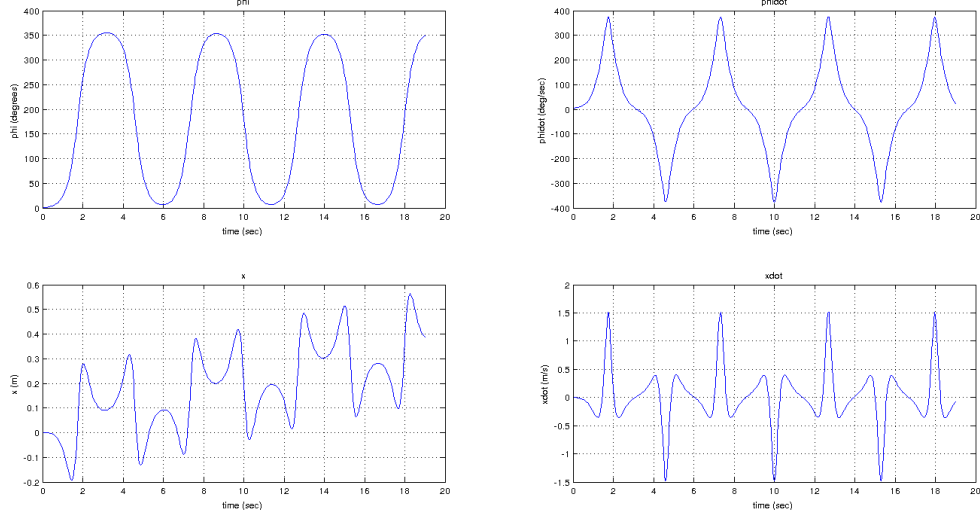 phi
400
350
300
250
200
150
100
50
0
phi (degrees)
0 2 4 6 8 10 12 14 16 18 20
time (sec)
phidot
400
300
200
100
0
-100
-200
-300
-400
phidot (deg/sec)
0 2 4 6 8 10 12 14 16 18 20
time (sec)
x
0.6
0.5
0.4
0.3
0.2
0.1
0
-0.1
-0.2
x (m)
0 2 4 6 8 10 12 14 16 18 20
time (sec)
xdot
2
1.5
1
0.5
0
-0.5
-1
-1.5
xdot (m/s)
0 2 4 6 8 10 12 14 16 18 20
time (sec)